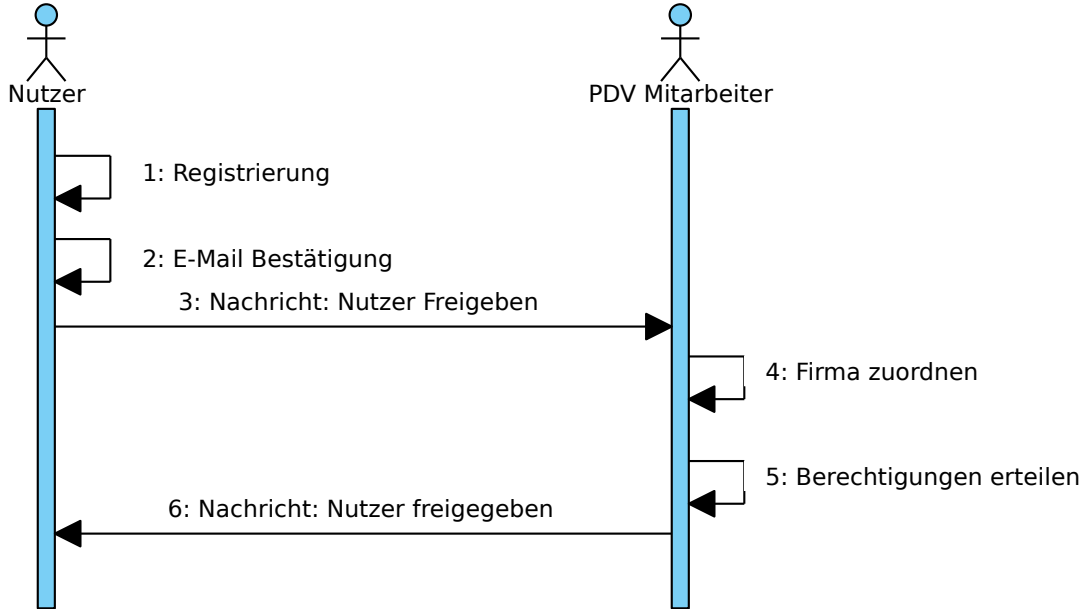 Nutzer
PDV Mitarbeiter
1: Registrierung
2: E-Mail Bestätigung
3: Nachricht: Nutzer Freigeben
4: Firma zuordnen
5: Berechtigungen erteilen
6: Nachricht: Nutzer freigegeben